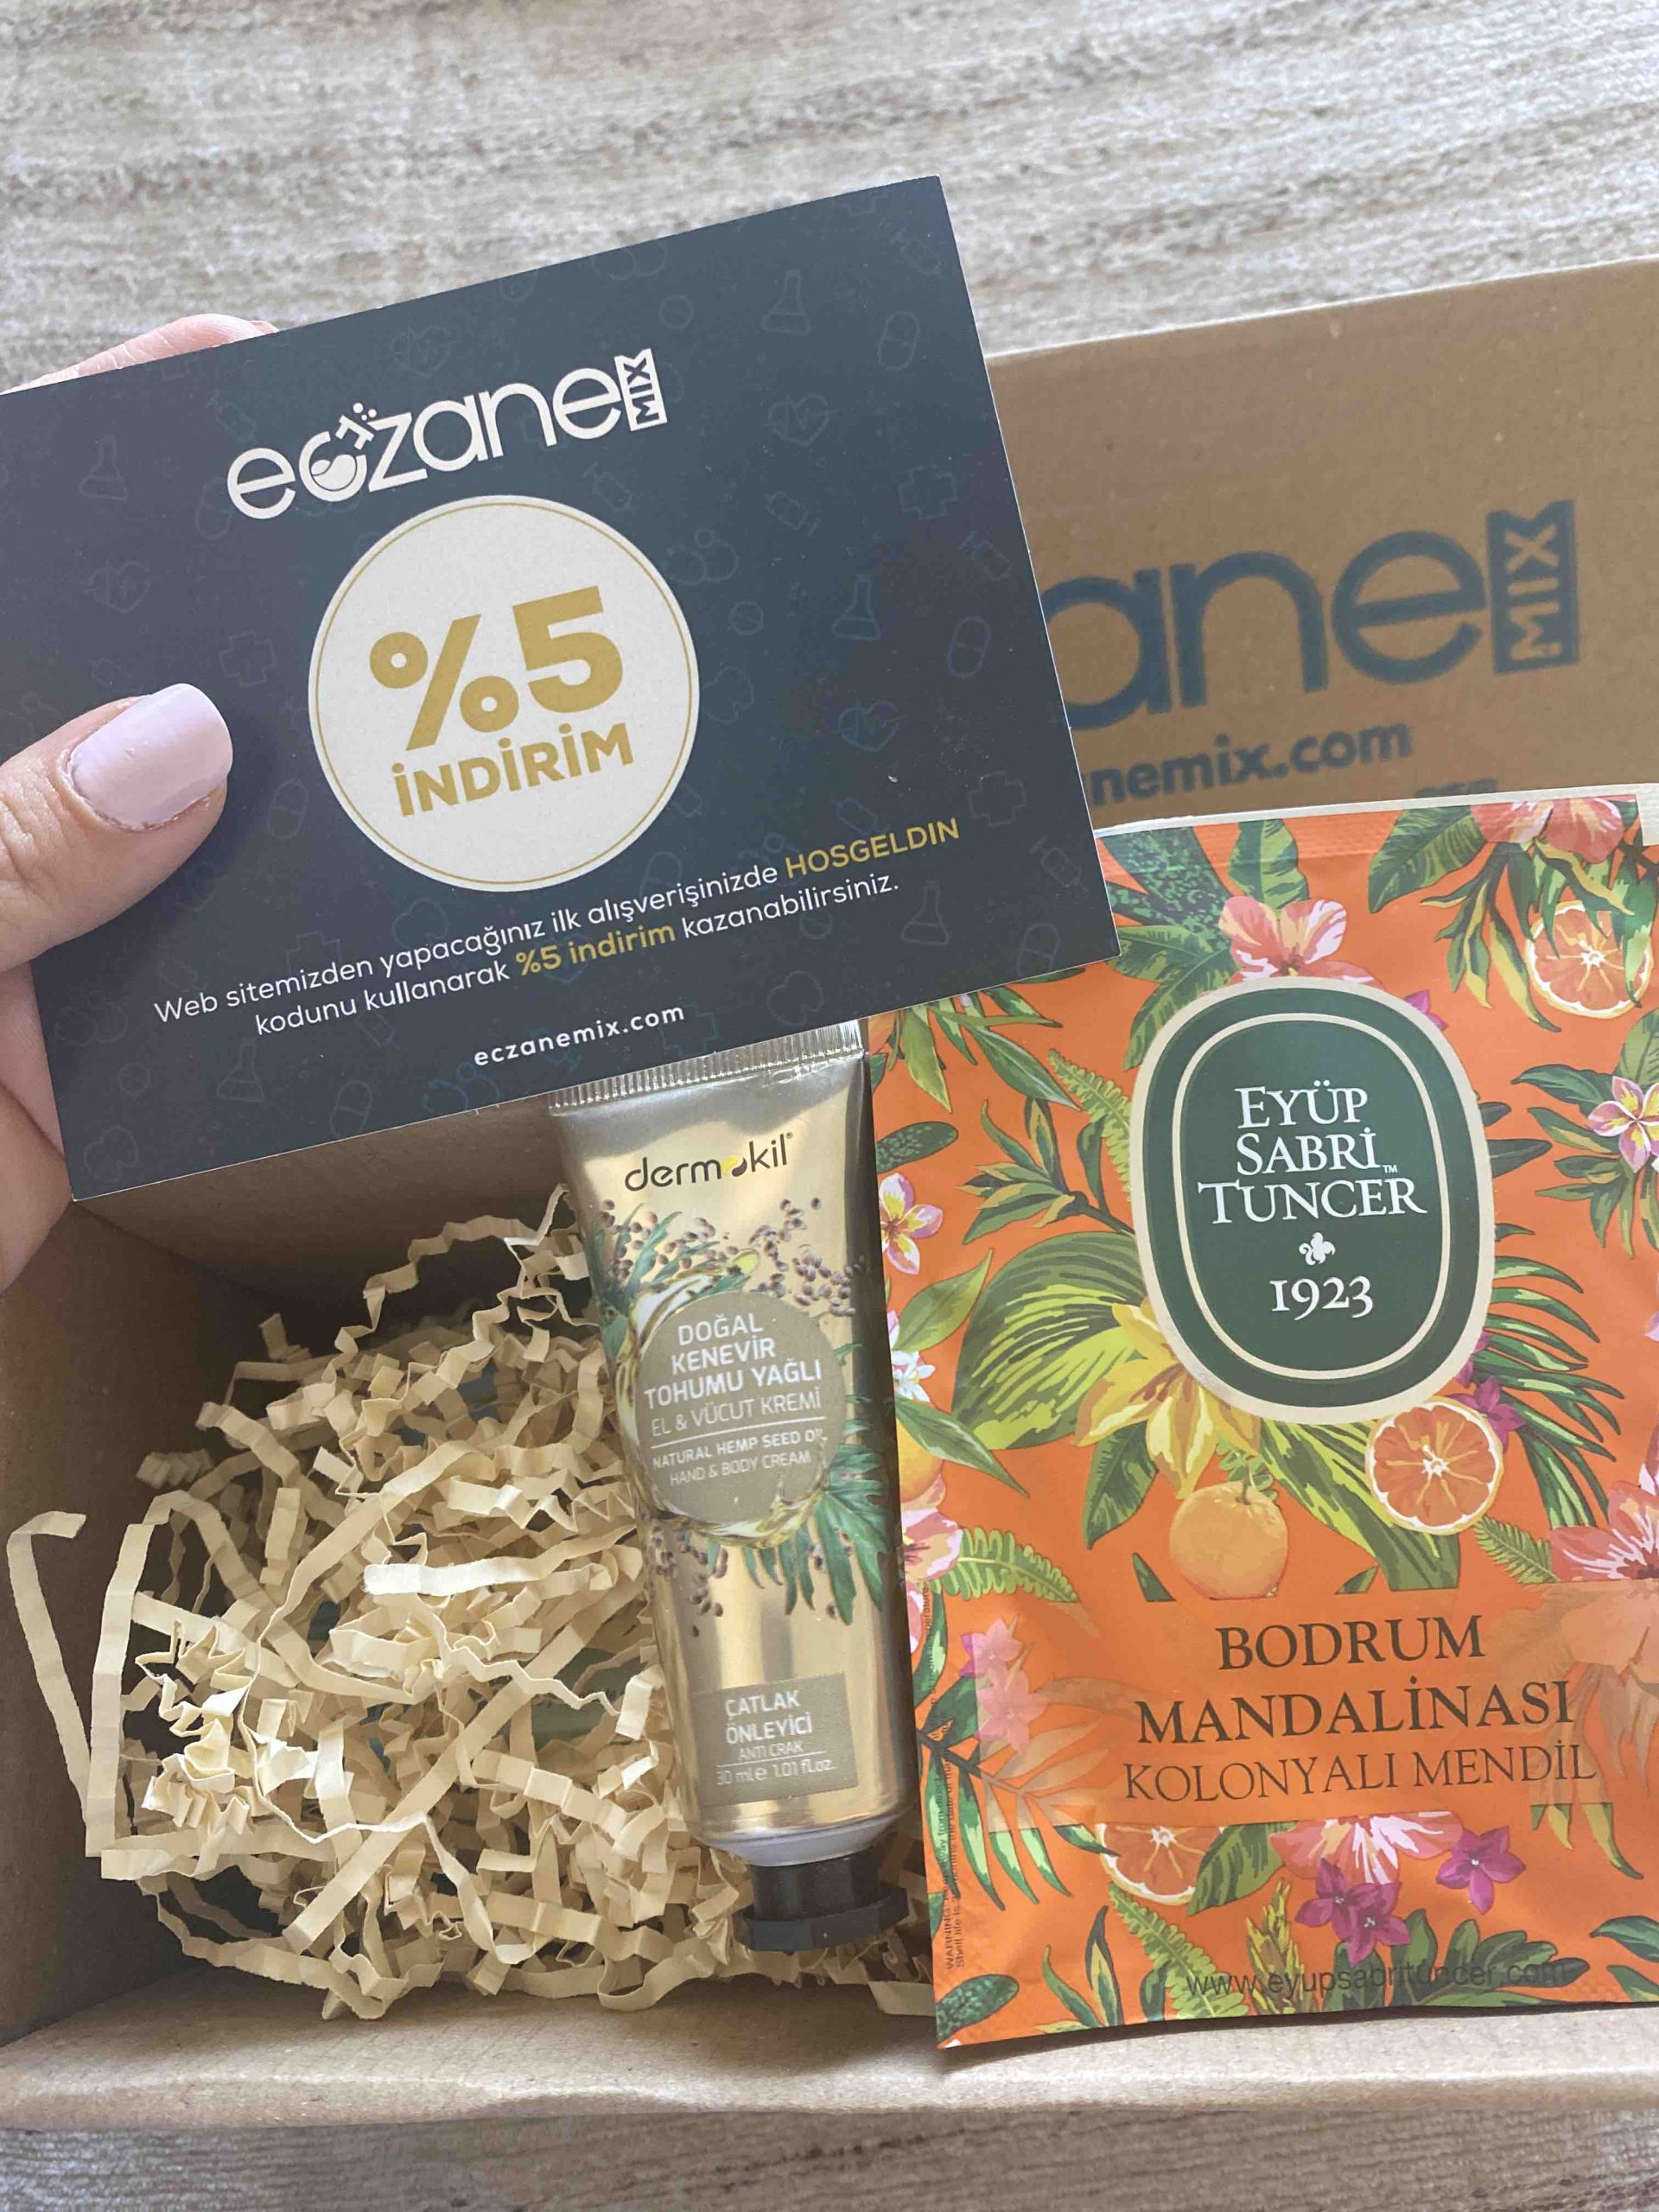 eczane MIX
%5
İNDİRİM
Web sitemizden yapacağınız ilk alışverişinizde HOSGELDIN
kodunu kullanarak %5 indirim kazanabilirsiniz.
eczanemix.com
ane MIX
nemix.com
dermokil®
DOĞAL
KENEVİR
TOHUMU YAĞLI
EL & VÜCUT KREMİ
NATURAL HEMP SEED OIL
HAND & BODY CREAM
ÇATLAK
ÖNLEYİCİ
ANTI CRAK
30 ml e 1.01 fl.oz.
EYÜP
SABRİ
TUNCER™
1923
BODRUM
MANDALİNASI
KOLONYALI MENDİL
www.eyupsabrituncer.com